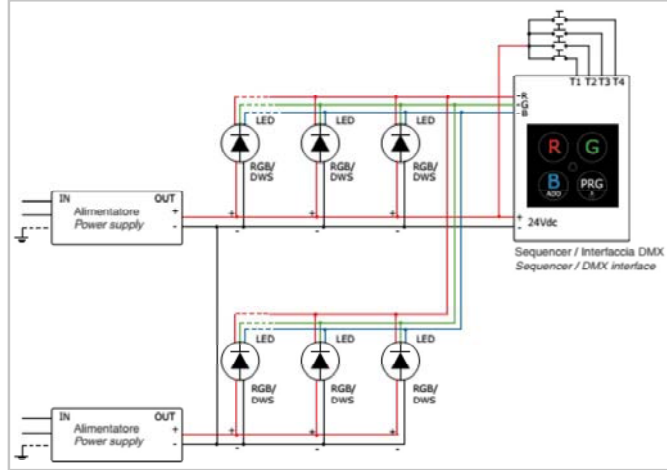 T1 T2 T3 T4
R
G
B
LED LED LED
R G
RGB/ DWS
RGB/ DWS
RGB/ DWS
B
ADD
PRG
IN OUT
Alimentatore
Power supply
+
-
+ + +
- - -
+
-
24Vdc
Sequencer / Interfaccia DMX
Sequencer / DMX interface
LED LED LED
RGB/ DWS
RGB/ DWS
RGB/ DWS
IN OUT
Alimentatore
Power supply
+
-
+ + +
- - -